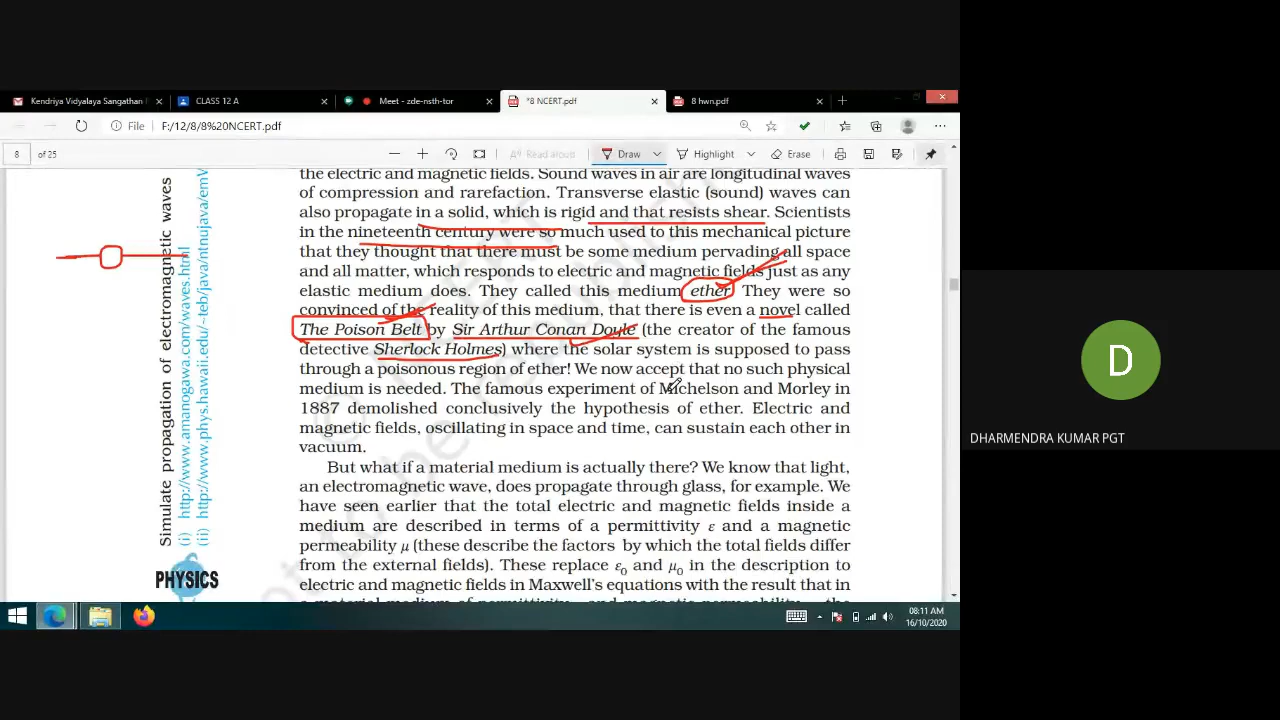 Kendriya Vidyalaya Sangathan
CLASS 12 A
Meet - zde-nsth-tor
*8 NCERT.pdf
8 hwn.pdf
File
F:/12/8/8%20NCERT.pdf
8
of 25
Read aloud
Draw
Highlight
Erase
the electric and magnetic fields. Sound waves in air are longitudinal waves
of compression and rarefaction. Transverse elastic (sound) waves can
also propagate in a solid, which is rigid and that resists shear. Scientists
in the nineteenth century were so much used to this mechanical picture
that they thought that there must be some medium pervading all space
and all matter, which responds to electric and magnetic fields just as any
elastic medium does. They called this medium ether. They were so
convinced of the reality of this medium, that there is even a novel called
The Poison Belt by Sir Arthur Conan Doyle (the creator of the famous
detective Sherlock Holmes) where the solar system is supposed to pass
through a poisonous region of ether! We now accept that no such physical
medium is needed. The famous experiment of Michelson and Morley in
1887 demolished conclusively the hypothesis of ether. Electric and
magnetic fields, oscillating in space and time, can sustain each other in
vacuum.
But what if a material medium is actually there? We know that light,
an electromagnetic wave, does propagate through glass, for example. We
have seen earlier that the total electric and magnetic fields inside a
medium are described in terms of a permittivity ε and a magnetic
permeability μ (these describe the factors by which the total fields differ
from the external fields). These replace ε0 and μ0 in the description to
electric and magnetic fields in Maxwell's equations with the result that in
a material medium of permittivity and magnetic permeability the
Simulate propagation of electromagnetic waves
(i) http://www.amanogawa.com/waves.html
(ii) http://www.phys.hawaii.edu/~teb/java/ntnujava/emV
PHYSICS
D
DHARMENDRA KUMAR PGT
08:11 AM
16/10/2020